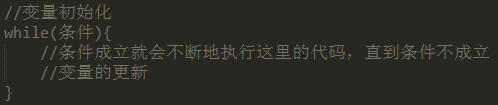 //变量初始化
while(条件){
    //条件成立就会不断地执行这里的代码，直到条件不成立
    //变量的更新
}